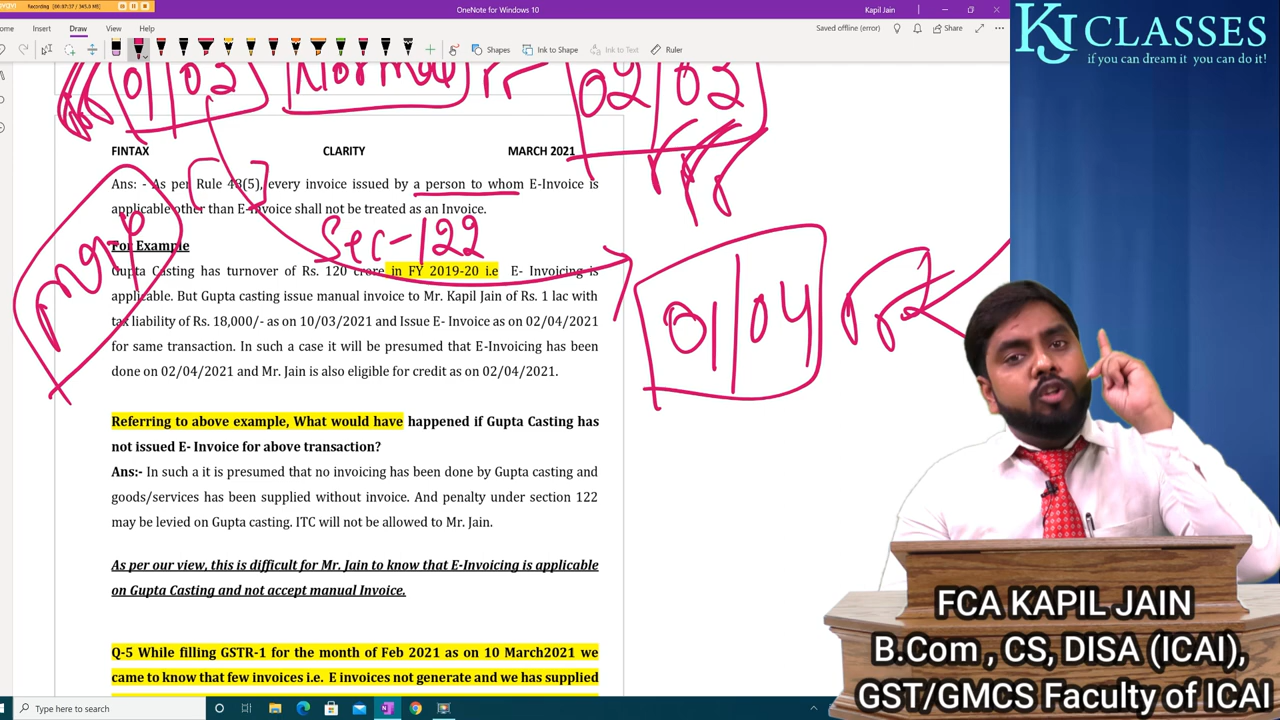 Recording
OneNote for Windows 10
Kapil Jain
Insert
Draw
View
Help
Saved offline (error)
Share
Shapes
Ink to Shape
Ink to Text
Ruler
KJ CLASSES
if you can dream it you can do it!
01 02
Normal
02 03
FINTAX CLARITY MARCH 2021
Ans: - As per Rule 48(5), every invoice issued by a person to whom E-Invoice is
applicable other than E-Invoice shall not be treated as an Invoice.
Sec-122
For Example
Gupta Casting has turnover of Rs. 120 crore in FY 2019-20 i.e E- Invoicing is
applicable. But Gupta casting issue manual invoice to Mr. Kapil Jain of Rs. 1 lac with
tax liability of Rs. 18,000/- as on 10/03/2021 and Issue E- Invoice as on 02/04/2021
for same transaction. In such a case it will be presumed that E-Invoicing has been
done on 02/04/2021 and Mr. Jain is also eligible for credit as on 02/04/2021.
01 04
Referring to above example, What would have happened if Gupta Casting has
not issued E- Invoice for above transaction?
Ans:- In such a it is presumed that no invoicing has been done by Gupta casting and
goods/services has been supplied without invoice. And penalty under section 122
may be levied on Gupta casting. ITC will not be allowed to Mr. Jain.
As per our view, this is difficult for Mr. Jain to know that E-Invoicing is applicable
on Gupta Casting and not accept manual Invoice.
Q-5 While filling GSTR-1 for the month of Feb 2021 as on 10 March2021 we
came to know that few invoices i.e. E invoices not generate and we has supplied
FCA KAPIL JAIN
B.Com , CS, DISA (ICAI),
GST/GMCS Faculty of ICAI
Type here to search